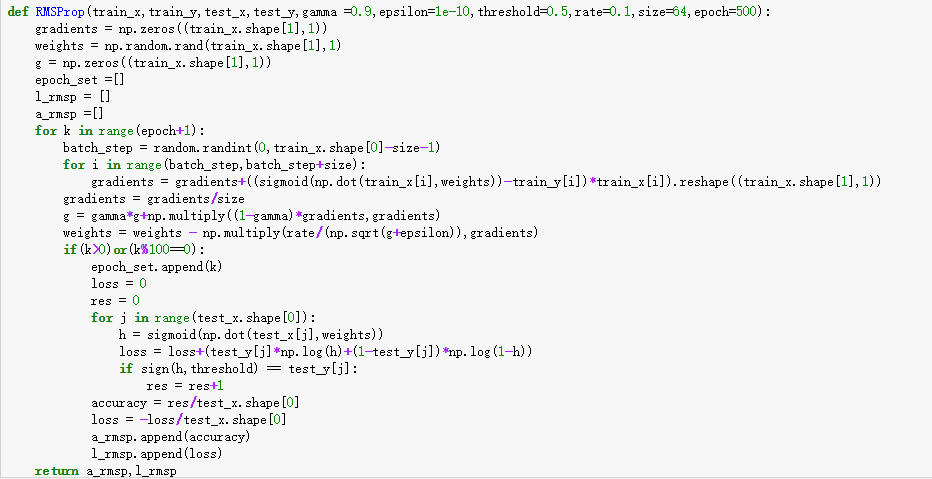 def RMSProp(train_x,train_y,test_x,test_y,gamma =0.9,epsilon=1e-10,threshold=0.5,rate=0.1,size=64,epoch=500):
    gradients = np.zeros((train_x.shape[1],1))
    weights = np.random.rand(train_x.shape[1],1)
    g = np.zeros((train_x.shape[1],1))
    epoch_set =[]
    l_rmsp = []
    a_rmsp =[]
    for k in range(epoch+1):
        batch_step = random.randint(0,train_x.shape[0]-size-1)
        for i in range(batch_step,batch_step+size):
            gradients = gradients+((sigmoid(np.dot(train_x[i],weights))-train_y[i])*train_x[i]).reshape((train_x.shape[1],1))
        gradients = gradients/size
        g = gamma*g+np.multiply((1-gamma)*gradients,gradients)
        weights = weights - np.multiply(rate/(np.sqrt(g+epsilon)),gradients)
        if(k>0)or(k%100==0):
            epoch_set.append(k)
            loss = 0
            res = 0
            for j in range(test_x.shape[0]):
                h = sigmoid(np.dot(test_x[j],weights))
                loss = loss+(test_y[j]*np.log(h)+(1-test_y[j])*np.log(1-h))
                if sign(h,threshold) == test_y[j]:
                    res = res+1
            accuracy = res/test_x.shape[0]
            loss = -loss/test_x.shape[0]
            a_rmsp.append(accuracy)
            l_rmsp.append(loss)
    return a_rmsp,l_rmsp